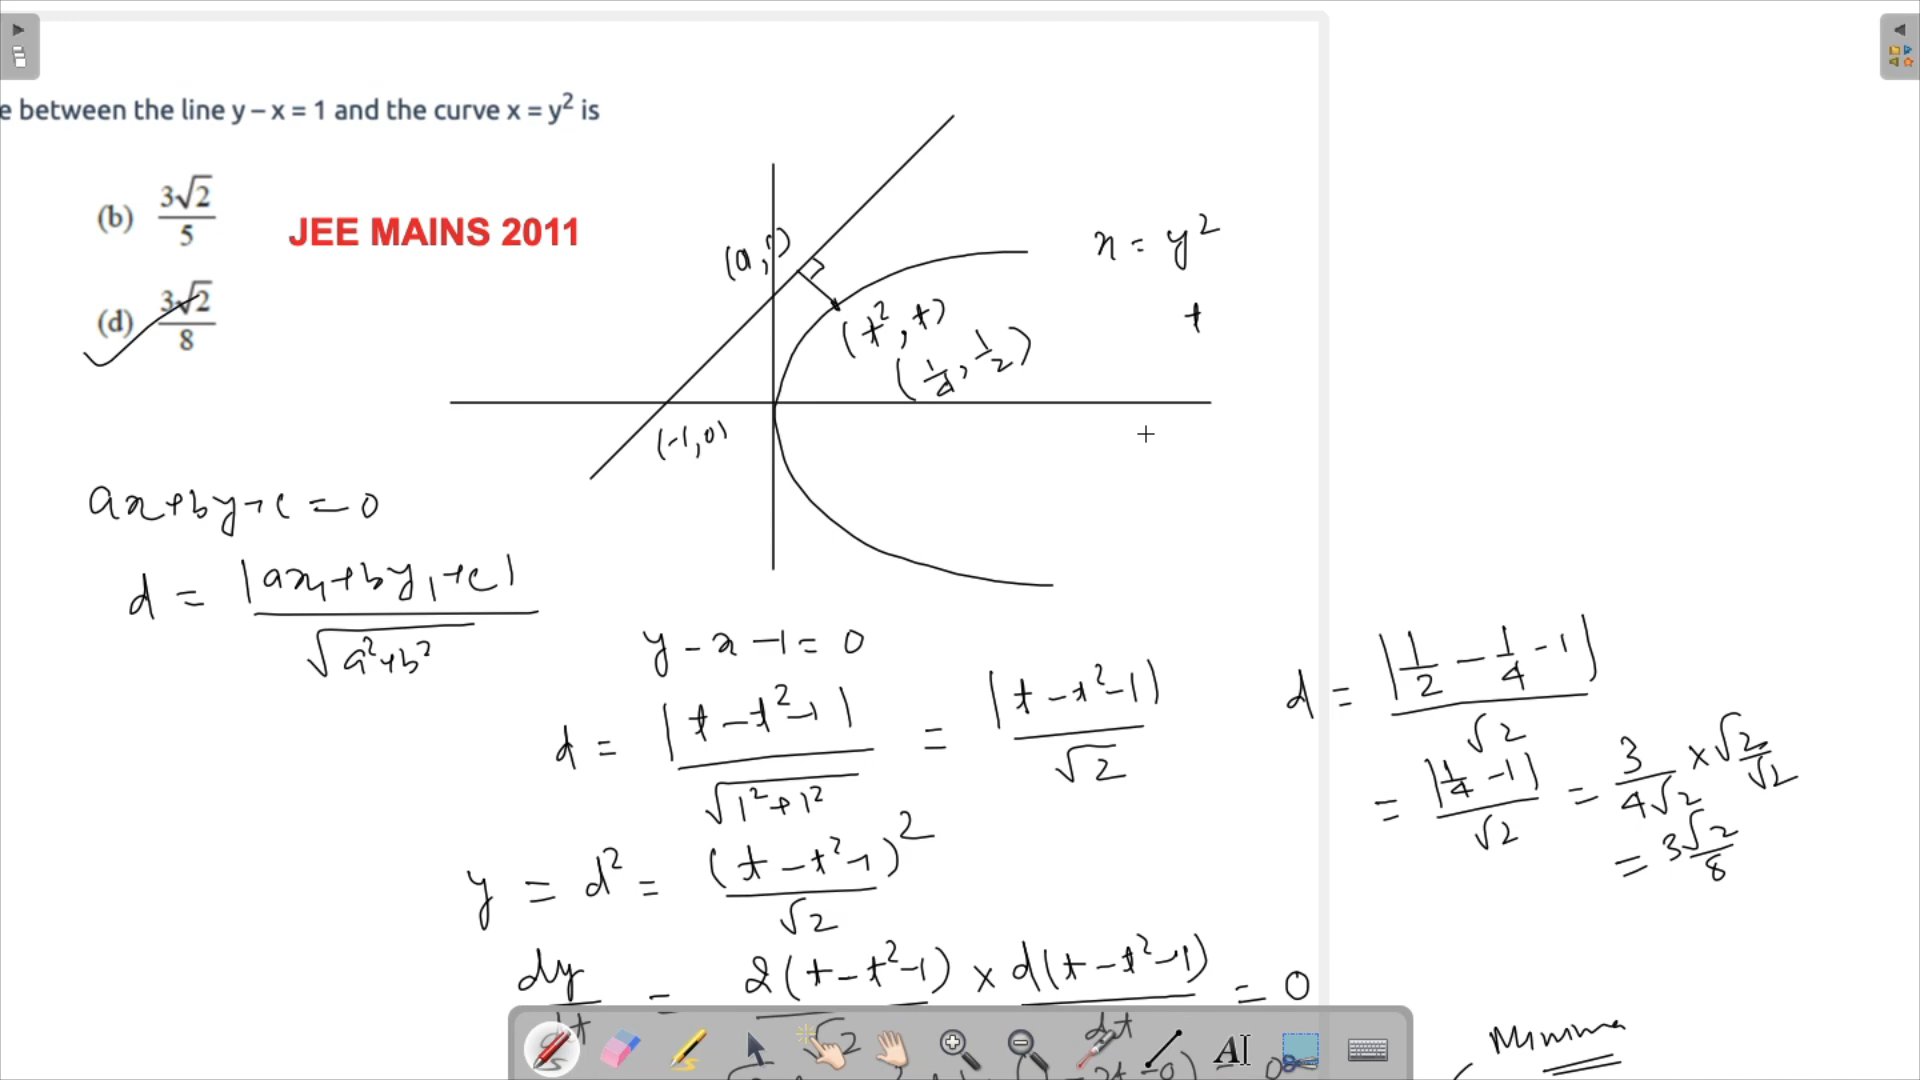 e between the line y – x = 1 and the curve x = y² is
(b) 3√2/5
JEE MAINS 2011
(d) 3√2/8
x = y²
t
(t², t)
(1/4, 1/2)
(-1, 0)
ax+by+c = 0
d = |ax₁+by₁+c| / √(a²+b²)
y - x - 1 = 0
d = |t - t² - 1| / √(1²+1²) = |t - t² - 1| / √2
y = d² = (t - t² - 1)² / √2
dy/dt = 2(t - t² - 1)/√2 × d(t - t² - 1)/dt = 0
d = |1/2 - 1/4 - 1| / √2
= |1/4 - 1| / √2 = 3/4√2 × √2/√2
= 3√2/8
Minima